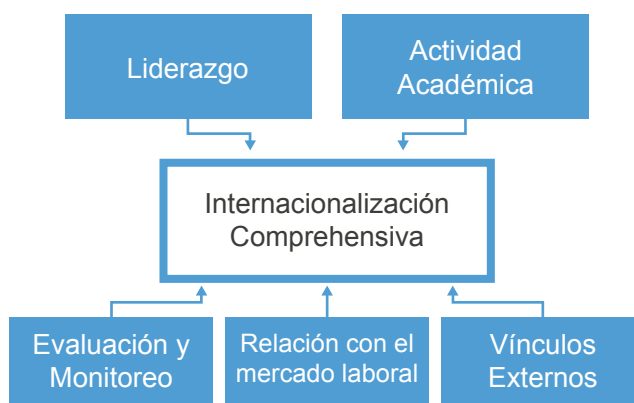 Liderazgo
Actividad
Académica
Internacionalización
Comprehensiva
Evaluación y
Monitoreo
Relación con el
mercado laboral
Vínculos
Externos